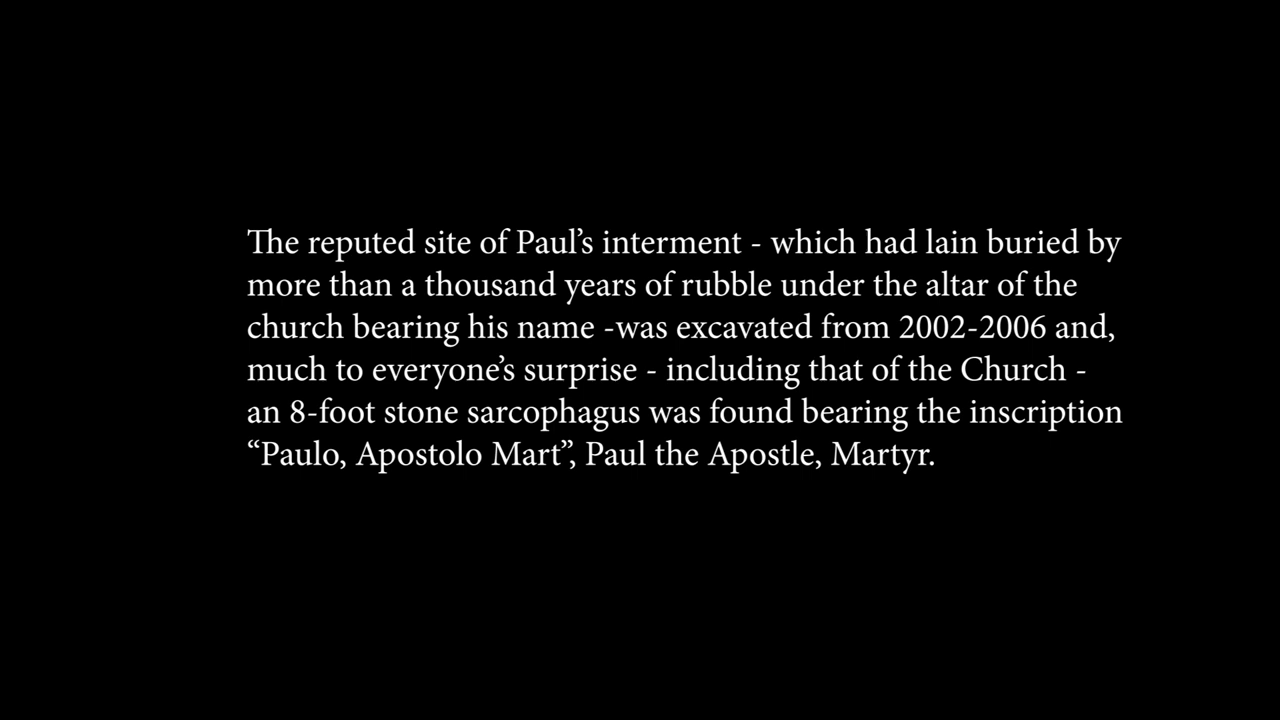 The reputed site of Paul’s interment - which had lain buried by
more than a thousand years of rubble under the altar of the
church bearing his name -was excavated from 2002-2006 and,
much to everyone’s surprise - including that of the Church -
an 8-foot stone sarcophagus was found bearing the inscription
“Paulo, Apostolo Mart”, Paul the Apostle, Martyr.